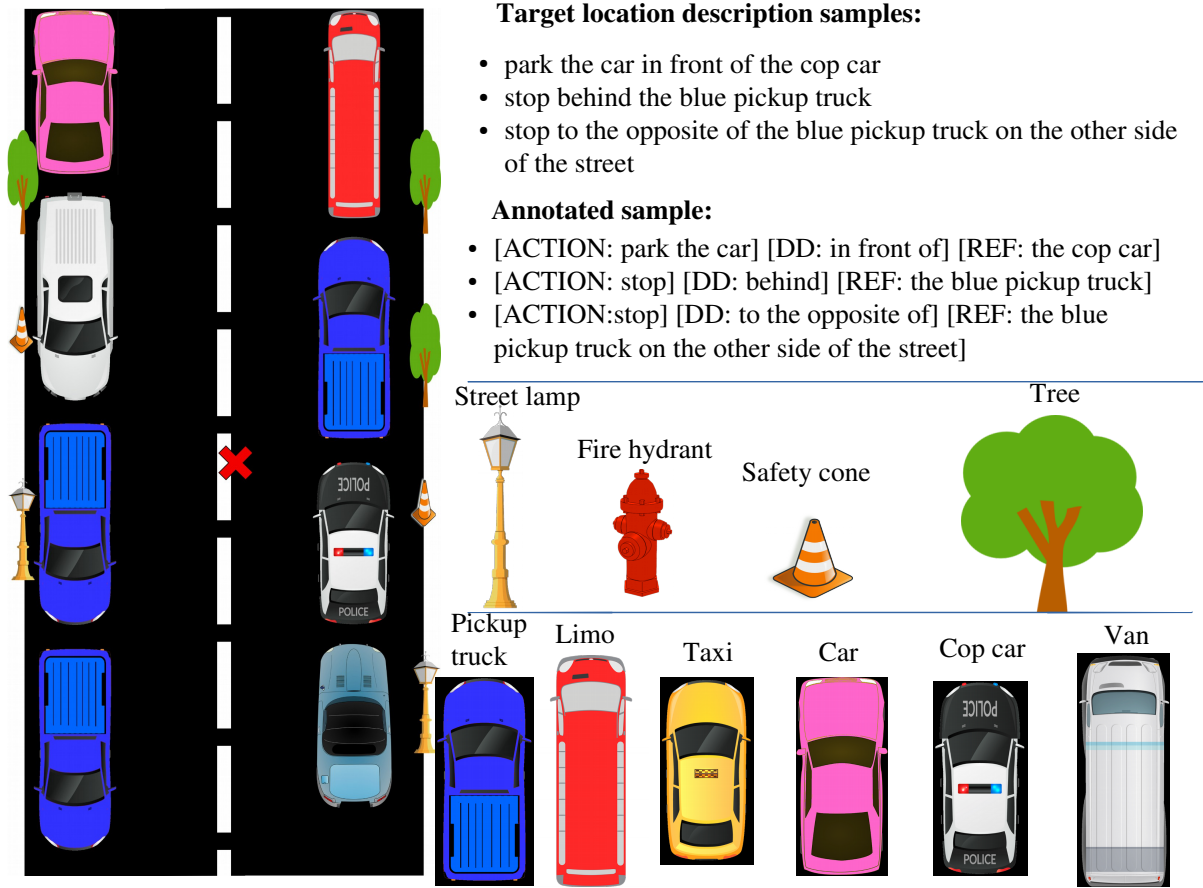 Target location description samples:
• park the car in front of the cop car
• stop behind the blue pickup truck
• stop to the opposite of the blue pickup truck on the other side
of the street
Annotated sample:
• [ACTION: park the car] [DD: in front of] [REF: the cop car]
• [ACTION: stop] [DD: behind] [REF: the blue pickup truck]
• [ACTION:stop] [DD: to the opposite of] [REF: the blue
pickup truck on the other side of the street]
Street lamp
Fire hydrant
Safety cone
Tree
POLICE
POLICE
Pickup
truck
Limo
Taxi
Car
Cop car
Van
POLICE
POLICE